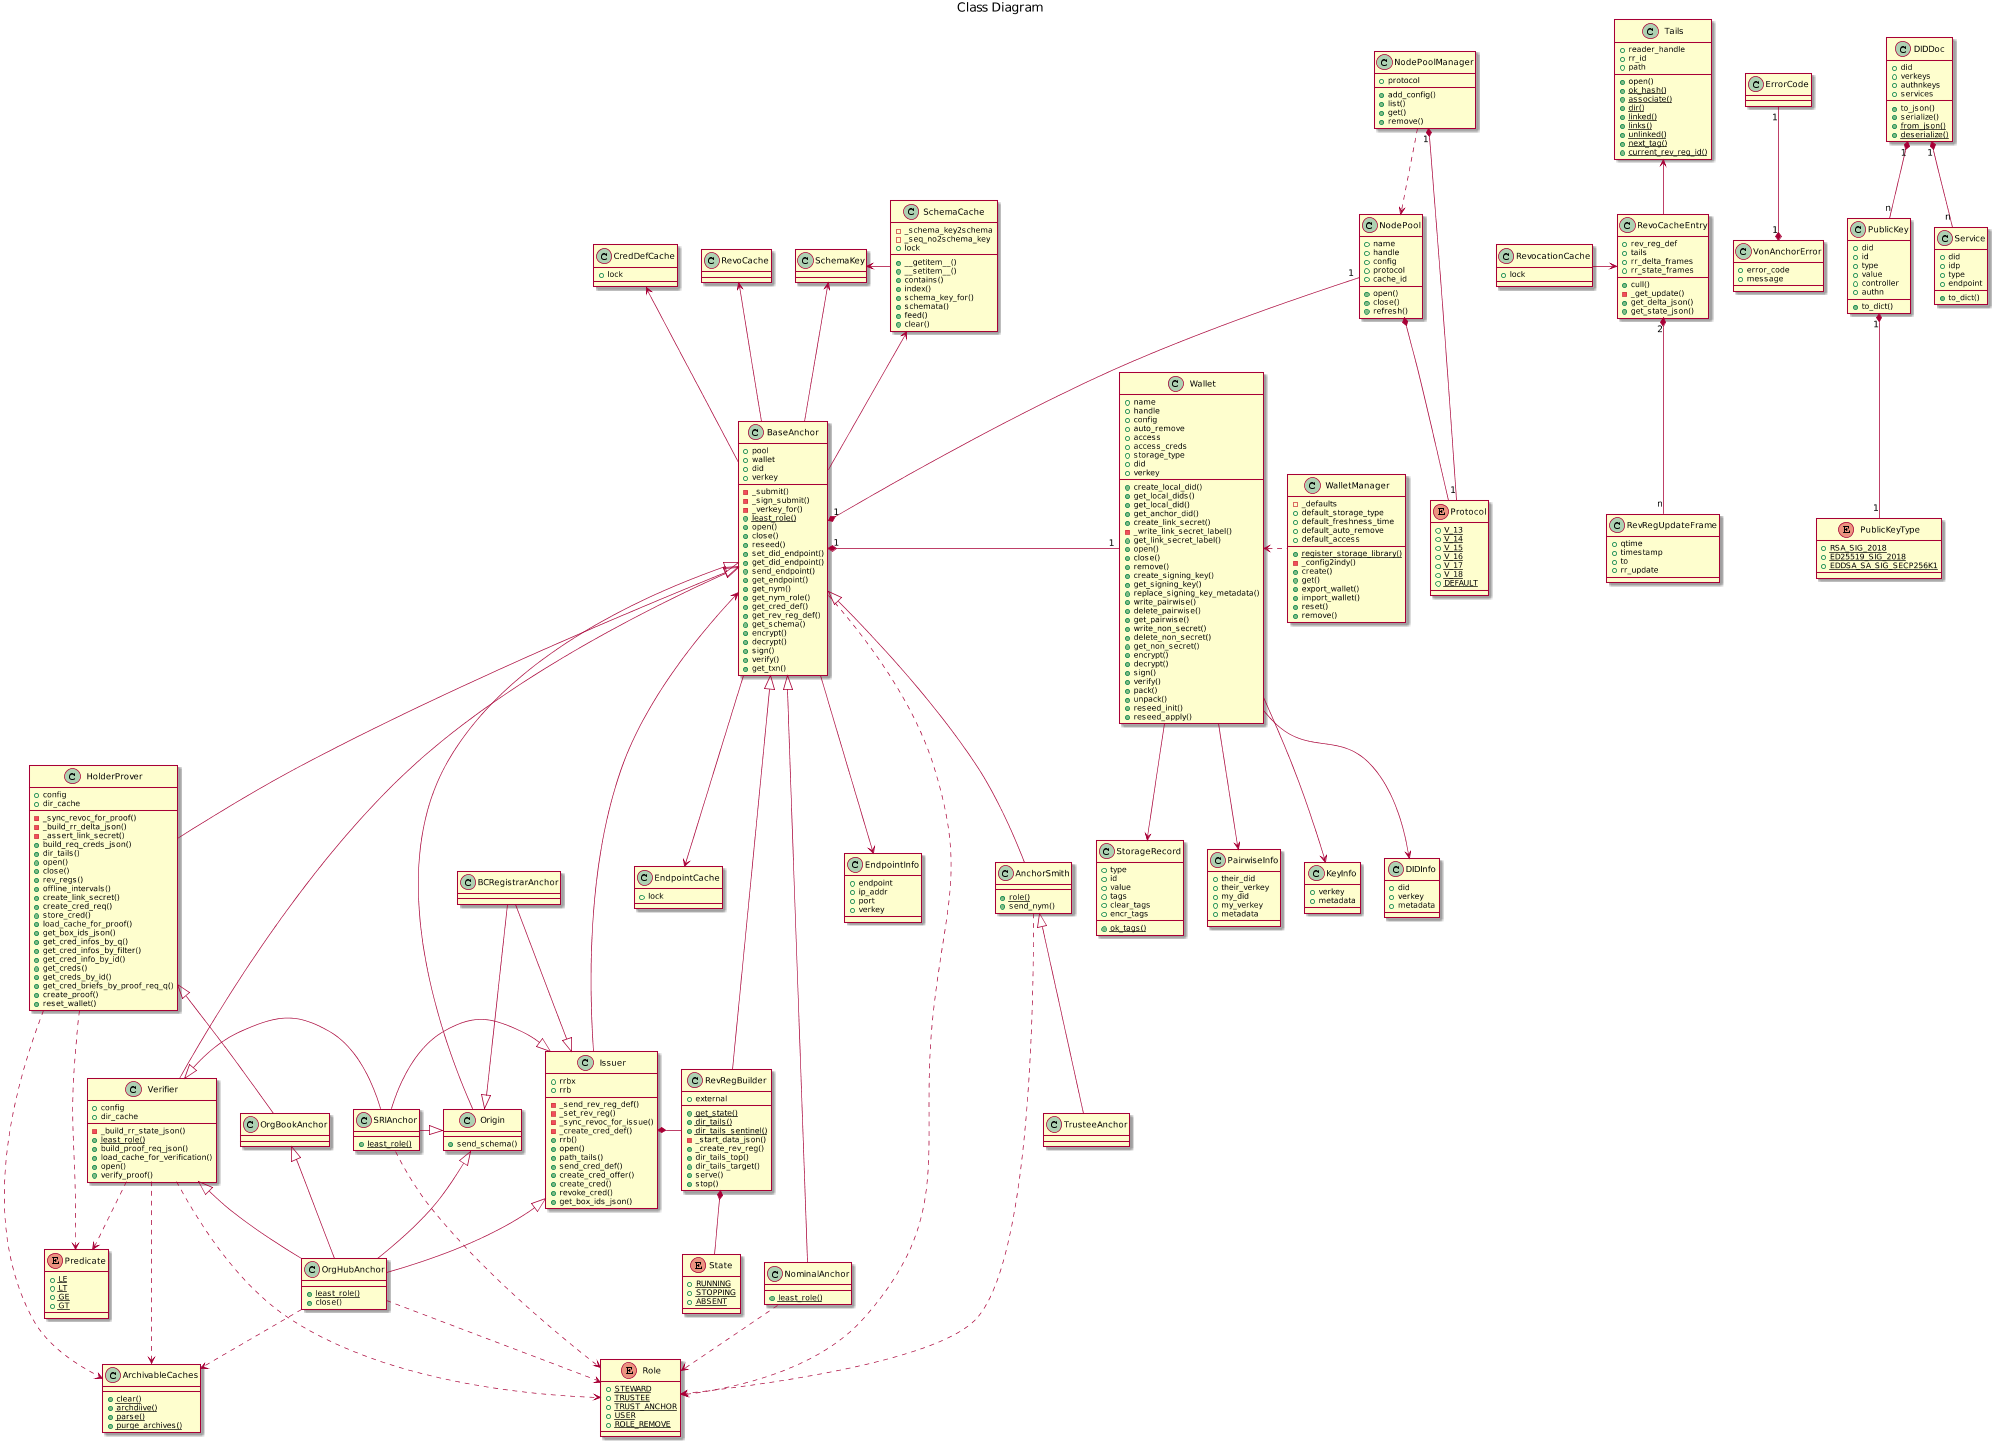 Class Diagram
C Tails
reader_handle
rr_id
path
open()
ok_hash()
associate()
dir()
linked()
links()
unlinked()
next_tag()
current_rev_reg_id()
C DIDDoc
did
verkeys
authnkeys
services
to_json()
serialize()
from_json()
deserialize()
1
1
n
n
C NodePoolManager
protocol
add_config()
list()
get()
remove()
1
1
C ErrorCode
1
1
C SchemaCache
_schema_key2schema
_seq_no2schema_key
lock
__getitem__()
__setitem__()
contains()
index()
schema_key_for()
schemata()
feed()
clear()
C CredDefCache
lock
C RevoCache
C SchemaKey
C NodePool
name
handle
config
protocol
cache_id
open()
close()
refresh()
1
1
C RevocationCache
lock
C RevoCacheEntry
rev_reg_def
tails
rr_delta_frames
rr_state_frames
cull()
_get_update()
get_delta_json()
get_state_json()
2
n
C VonAnchorError
error_code
message
C PublicKey
did
id
type
value
controller
authn
to_dict()
1
1
C Service
did
idp
type
endpoint
to_dict()
C BaseAnchor
pool
wallet
did
verkey
_submit()
_sign_submit()
_verkey_for()
least_role()
open()
close()
reseed()
set_did_endpoint()
get_did_endpoint()
send_endpoint()
get_endpoint()
get_nym()
get_nym_role()
get_cred_def()
get_rev_reg_def()
get_schema()
encrypt()
decrypt()
sign()
verify()
get_txn()
1
1
C Wallet
name
handle
config
auto_remove
access
access_creds
storage_type
did
verkey
create_local_did()
get_local_dids()
get_local_did()
get_anchor_did()
create_link_secret()
_write_link_secret_label()
get_link_secret_label()
open()
close()
remove()
create_signing_key()
get_signing_key()
replace_signing_key_metadata()
write_pairwise()
delete_pairwise()
get_pairwise()
write_non_secret()
delete_non_secret()
get_non_secret()
encrypt()
decrypt()
sign()
verify()
pack()
unpack()
reseed_init()
reseed_apply()
C WalletManager
_defaults
default_storage_type
default_freshness_time
default_auto_remove
default_access
register_storage_library()
_config2indy()
create()
get()
export_wallet()
import_wallet()
reset()
remove()
E Protocol
V_13
V_14
V_15
V_16
V_17
V_18
DEFAULT
C RevRegUpdateFrame
qtime
timestamp
to
rr_update
E PublicKeyType
RSA_SIG_2018
ED25519_SIG_2018
EDDSA_SA_SIG_SECP256K1
C HolderProver
config
dir_cache
_sync_revoc_for_proof()
_build_rr_delta_json()
_assert_link_secret()
build_req_creds_json()
dir_tails()
open()
close()
rev_regs()
offline_intervals()
create_link_secret()
create_cred_req()
store_cred()
load_cache_for_proof()
get_box_ids_json()
get_cred_infos_by_q()
get_cred_infos_by_filter()
get_cred_info_by_id()
get_creds()
get_creds_by_id()
get_cred_briefs_by_proof_req_q()
create_proof()
reset_wallet()
C BCRegistrarAnchor
C EndpointCache
lock
C EndpointInfo
endpoint
ip_addr
port
verkey
C AnchorSmith
role()
send_nym()
C StorageRecord
type
id
value
tags
clear_tags
encr_tags
ok_tags()
C PairwiseInfo
their_did
their_verkey
my_did
my_verkey
metadata
C KeyInfo
verkey
metadata
C DIDInfo
did
verkey
metadata
C Verifier
config
dir_cache
_build_rr_state_json()
least_role()
build_proof_req_json()
load_cache_for_verification()
open()
verify_proof()
C OrgBookAnchor
C SRIAnchor
least_role()
C Origin
send_schema()
C Issuer
rrbx
rrb
_send_rev_reg_def()
_set_rev_reg()
_sync_revoc_for_issue()
_create_cred_def()
rrb()
open()
path_tails()
send_cred_def()
create_cred_offer()
create_cred()
revoke_cred()
get_box_ids_json()
C RevRegBuilder
external
get_state()
dir_tails()
dir_tails_sentinel()
_start_data_json()
_create_rev_reg()
dir_tails_top()
dir_tails_target()
serve()
stop()
C TrusteeAnchor
E Predicate
LE
LT
GE
GT
C OrgHubAnchor
least_role()
close()
E State
RUNNING
STOPPING
ABSENT
C NominalAnchor
least_role()
C ArchivableCaches
clear()
archdiive()
parse()
purge_archives()
E Role
STEWARD
TRUSTEE
TRUST_ANCHOR
USER
ROLE_REMOVE